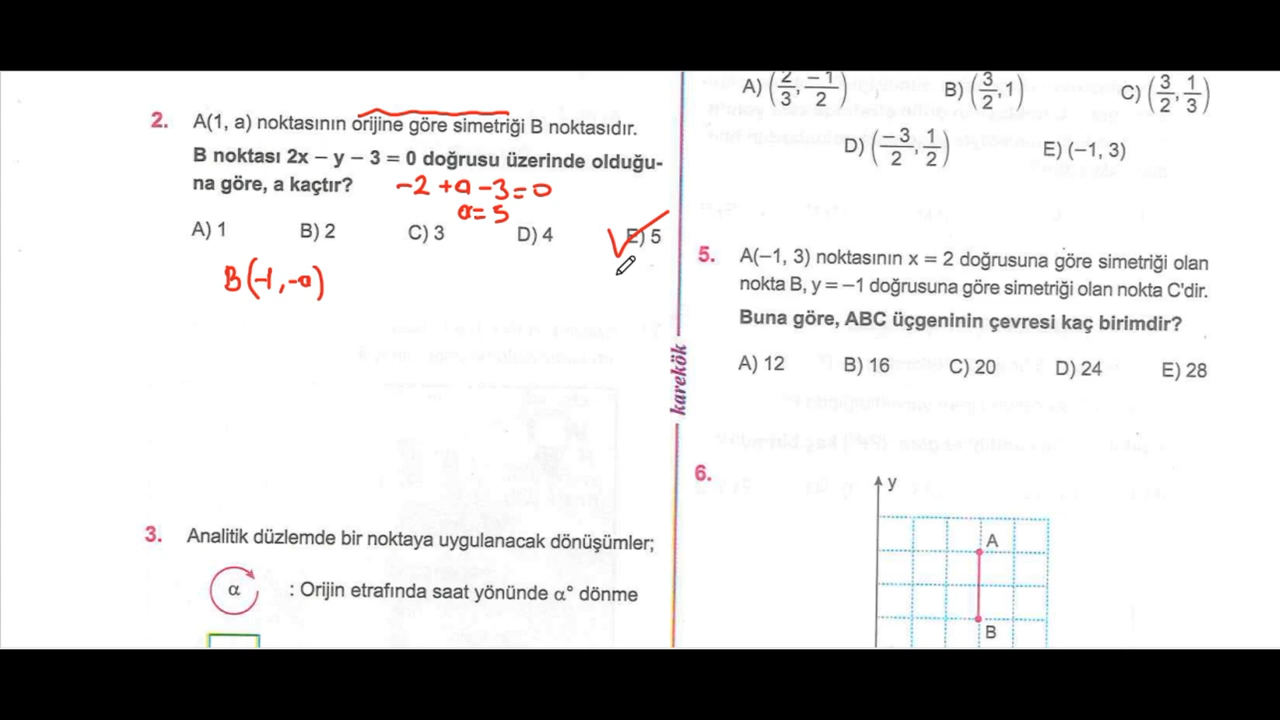 2. A(1, a) noktasının orijine göre simetriği B noktasıdır.
B noktası 2x – y – 3 = 0 doğrusu üzerinde olduğu-
na göre, a kaçtır?
-2 + a - 3 = 0
a = 5
A) 1 B) 2 C) 3 D) 4 E) 5
B(-1, -a)
3. Analitik düzlemde bir noktaya uygulanacak dönüşümler;
α : Orijin etrafında saat yönünde α° dönme
karekök
A) (2/3, -1/2) B) (3/2, 1) C) (3/2, 1/3)
D) (-3/2, 1/2) E) (–1, 3)
5. A(–1, 3) noktasının x = 2 doğrusuna göre simetriği olan
nokta B, y = –1 doğrusuna göre simetriği olan nokta C'dir.
Buna göre, ABC üçgeninin çevresi kaç birimdir?
A) 12 B) 16 C) 20 D) 24 E) 28
6.
y
A
B